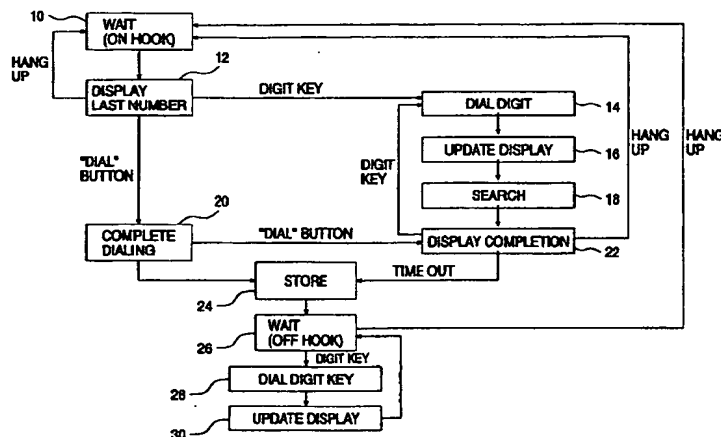 10
WAIT
(ON HOOK)
HANG
UP
12
DISPLAY
LAST NUMBER
DIGIT KEY
DIAL DIGIT
14
UPDATE DISPLAY
16
SEARCH
18
DIGIT
KEY
HANG
UP
HANG
UP
"DIAL"
BUTTON
20
COMPLETE
DIALING
"DIAL" BUTTON
DISPLAY COMPLETION
22
TIME OUT
STORE
24
WAIT
(OFF HOOK)
26
DIGIT KEY
DIAL DIGIT KEY
28
UPDATE DISPLAY
30